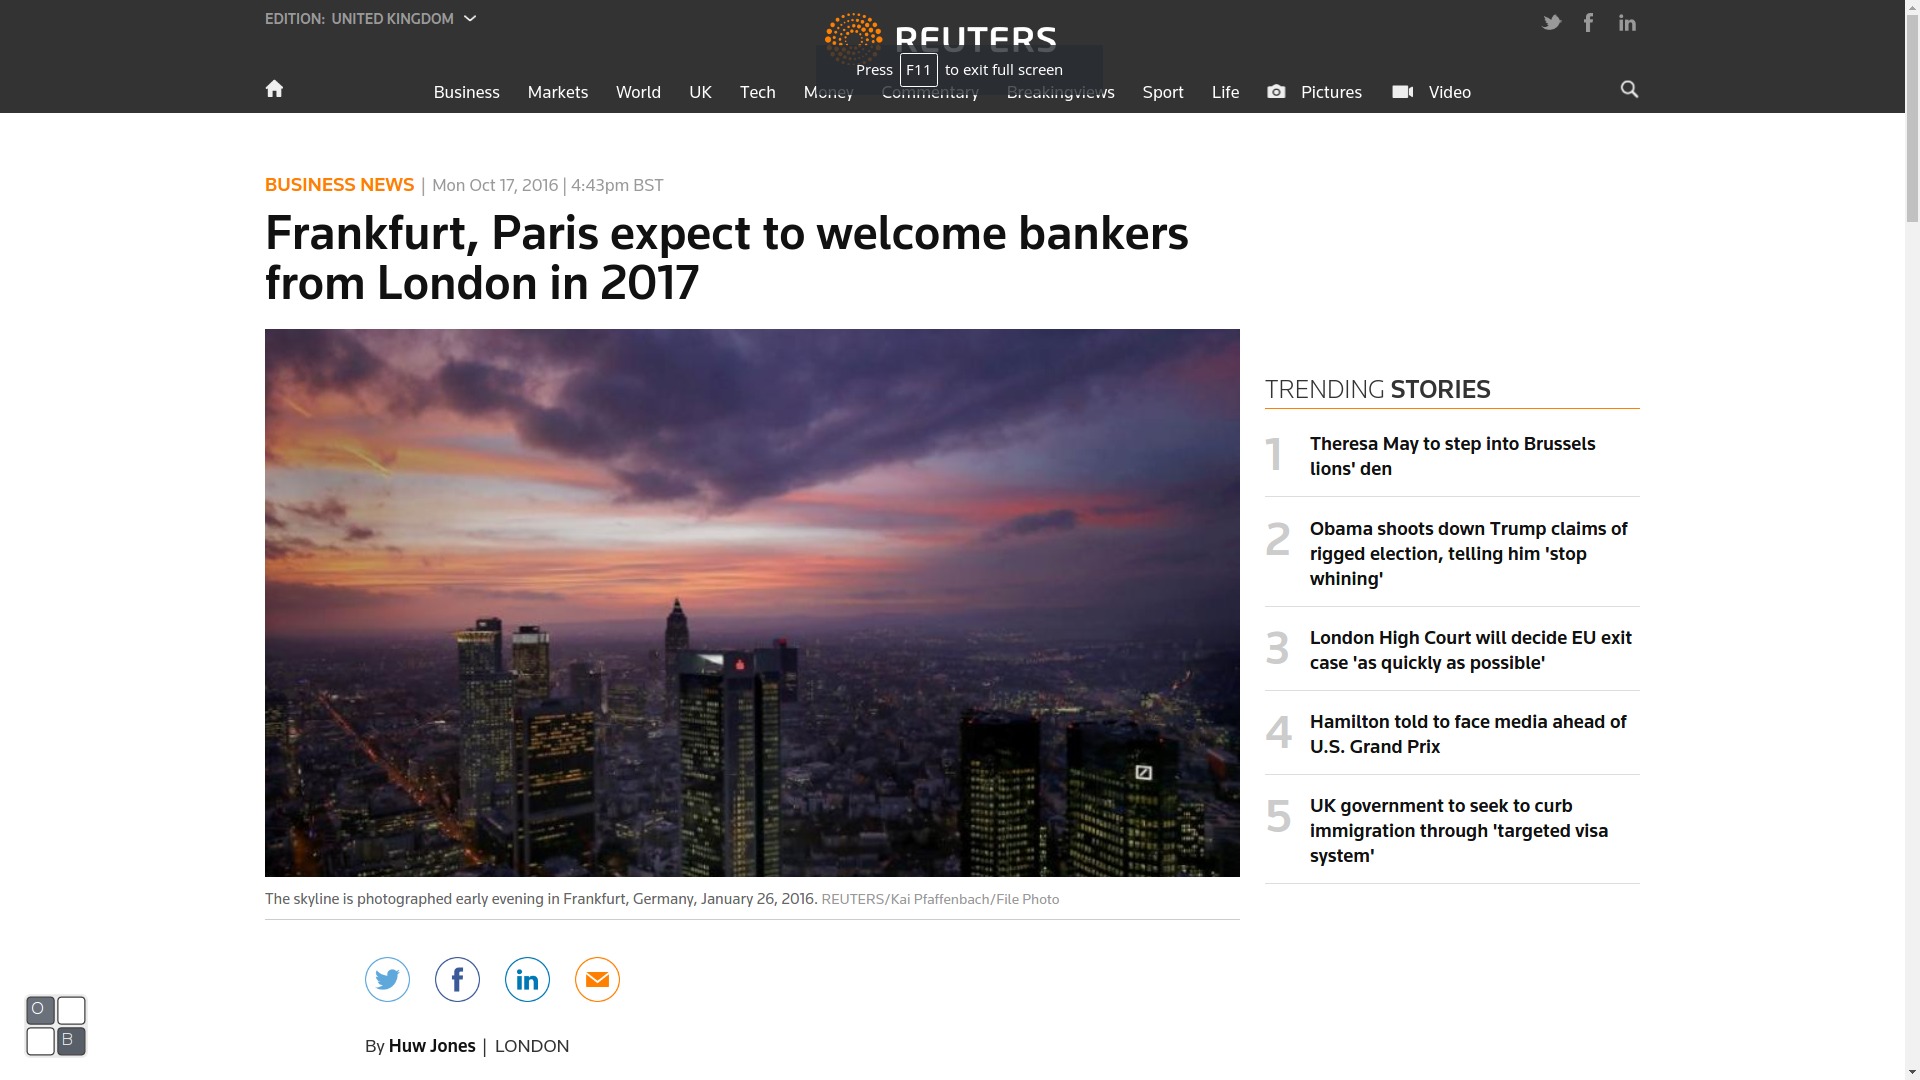 EDITION: UNITED KINGDOM
REUTERS
Press F11 to exit full screen
Business Markets World UK Tech Money Commentary Breakingviews Sport Life Pictures Video
BUSINESS NEWS | Mon Oct 17, 2016 | 4:43pm BST
Frankfurt, Paris expect to welcome bankers
from London in 2017
TRENDING STORIES
1 Theresa May to step into Brussels
lions' den
2 Obama shoots down Trump claims of
rigged election, telling him 'stop
whining'
3 London High Court will decide EU exit
case 'as quickly as possible'
4 Hamilton told to face media ahead of
U.S. Grand Prix
5 UK government to seek to curb
immigration through 'targeted visa
system'
The skyline is photographed early evening in Frankfurt, Germany, January 26, 2016. REUTERS/Kai Pfaffenbach/File Photo
By Huw Jones | LONDON
O
B